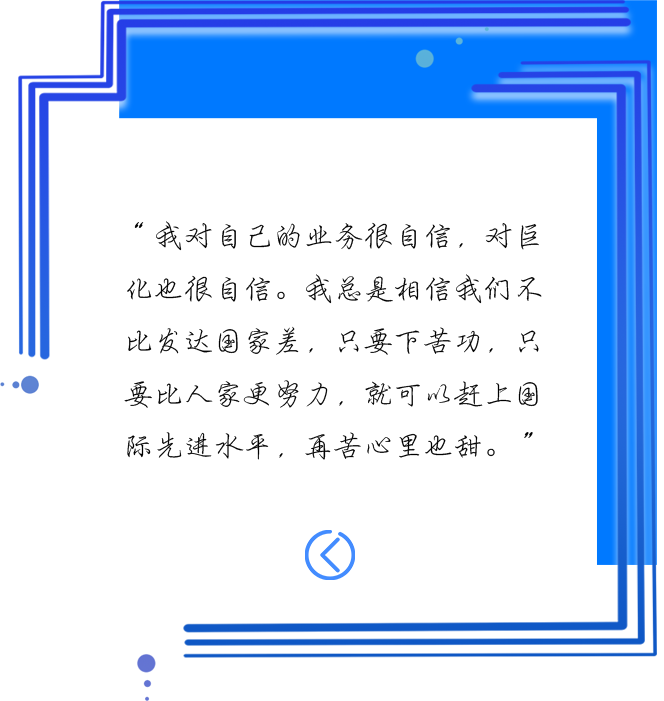 “我对自己的业务很自信，对巨
化也很自信。我总是相信我们不
比发达国家差，只要下苦功，只
要比人家更努力，就可以赶上国
际先进水平，再苦心里也甜。”